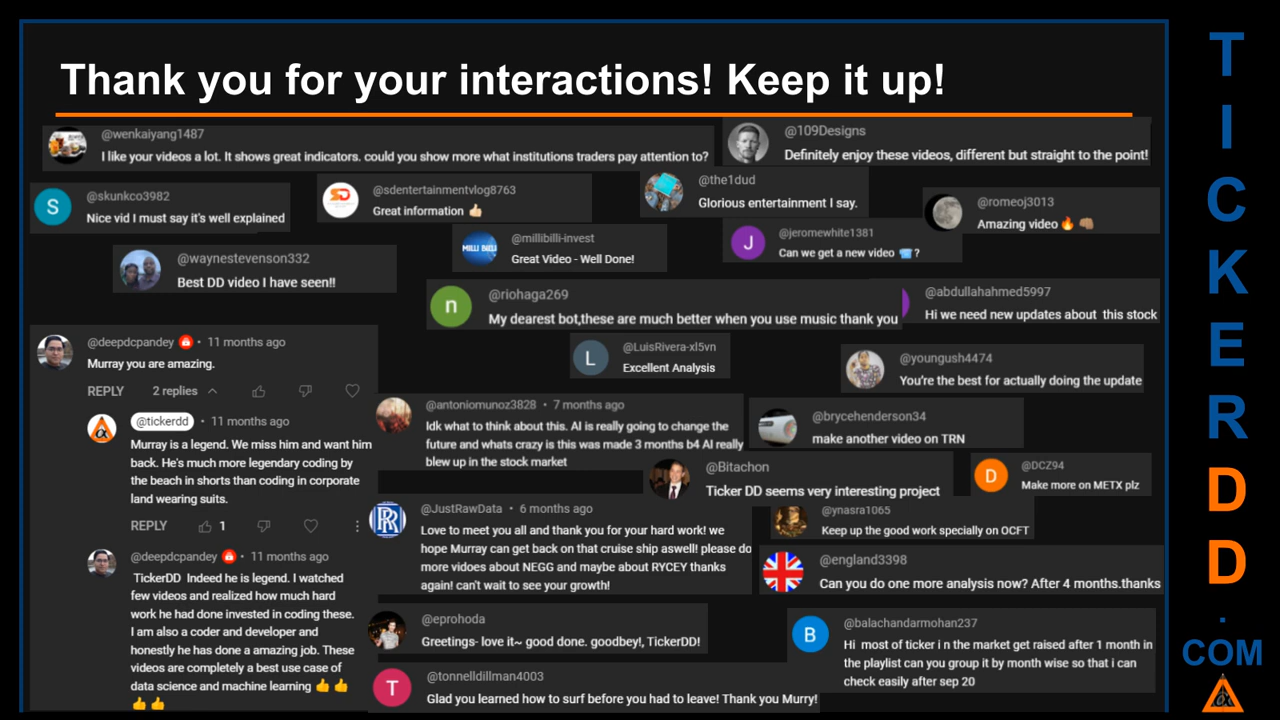 Thank you for your interactions! Keep it up!
@wenkaiyang1487
I like your videos a lot. It shows great indicators. could you show more what institutions traders pay attention to?
@109Designs
Definitely enjoy these videos, different but straight to the point!
S
@skunkco3982
Nice vid I must say it's well explained
SD
@sdentertainmentvlog8763
Great information 👍🏻
@the1dud
Glorious entertainment I say.
@romeoj3013
Amazing video 🔥 👊🏽
MILLI BILLI
@millibilli-invest
Great Video - Well Done!
J
@jeromewhite1381
Can we get a new video ?
@waynestevenson332
Best DD video I have seen!!
n
@riohaga269
My dearest bot,these are much better when you use music thank you
@abdullahahmed5997
Hi we need new updates about this stock
@deepdcpandey • 11 months ago
Murray you are amazing.
REPLY 2 replies
@tickerdd • 11 months ago
Murray is a legend. We miss him and want him
back. He's much more legendary coding by
the beach in shorts than coding in corporate
land wearing suits.
REPLY 1
@deepdcpandey • 11 months ago
TickerDD Indeed he is legend. I watched
few videos and realized how much hard
work he had done invested in coding these.
I am also a coder and developer and
honestly he has done a amazing job. These
videos are completely a best use case of
data science and machine learning 👍 👍
👍 👍
L
@LuisRivera-xl5vn
Excellent Analysis
@youngush4474
You're the best for actually doing the update
@antoniomunoz3828 • 7 months ago
Idk what to think about this. AI is really going to change the
future and whats crazy is this was made 3 months b4 AI really
blew up in the stock market
@brycehenderson34
make another video on TRN
@Bitachon
Ticker DD seems very interesting project
D
@DCZ94
Make more on METX plz
@JustRawData • 6 months ago
Love to meet you all and thank you for your hard work! we
hope Murray can get back on that cruise ship aswell! please do
more vidoes about NEGG and maybe about RYCEY thanks
again! can't wait to see your growth!
@ynasra1065
Keep up the good work specially on OCFT
@england3398
Can you do one more analysis now? After 4 months.thanks
@eprohoda
Greetings- love it~ good done. goodbey!, TickerDD!
B
@balachandarmohan237
Hi most of ticker i n the market get raised after 1 month in
the playlist can you group it by month wise so that i can
check easily after sep 20
T
@tonnelldillman4003
Glad you learned how to surf before you had to leave! Thank you Murry!
T
I
C
K
E
R
D
D
.
COM